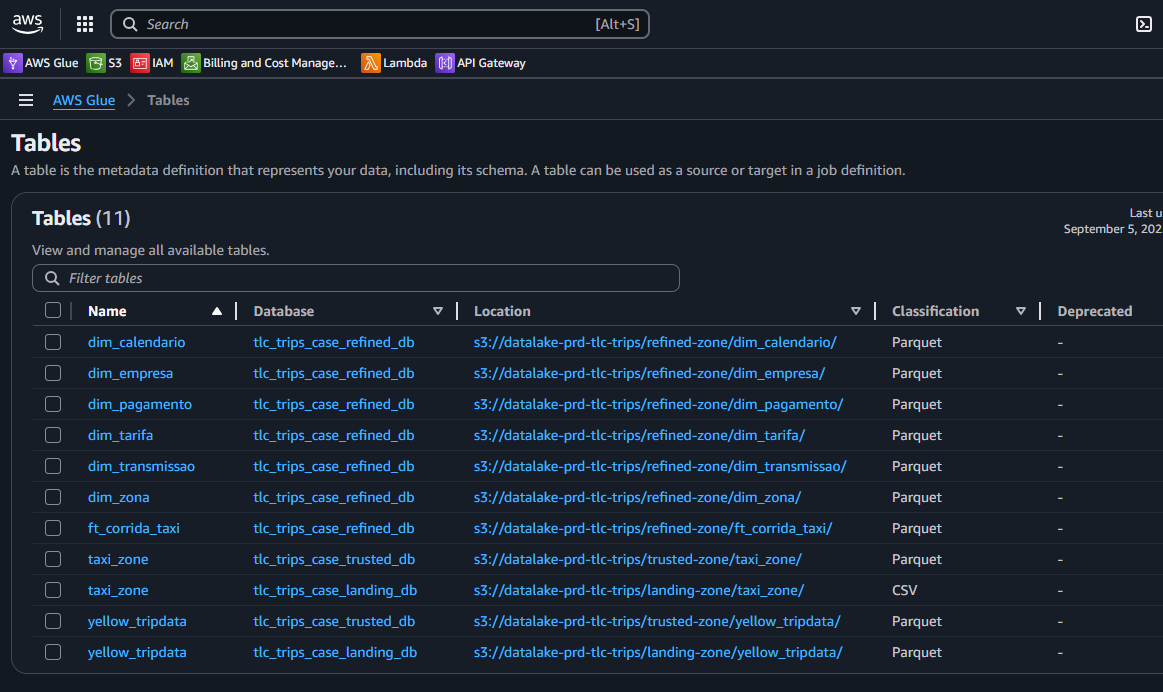 aws Search [Alt+S]
AWS Glue S3 IAM Billing and Cost Manage... Lambda API Gateway
AWS Glue > Tables
Tables
A table is the metadata definition that represents your data, including its schema. A table can be used as a source or target in a job definition.
Tables (11) Last u
September 5, 202
View and manage all available tables.
Filter tables
Name Database Location Classification Deprecated
dim_calendario tlc_trips_case_refined_db s3://datalake-prd-tlc-trips/refined-zone/dim_calendario/ Parquet -
dim_empresa tlc_trips_case_refined_db s3://datalake-prd-tlc-trips/refined-zone/dim_empresa/ Parquet -
dim_pagamento tlc_trips_case_refined_db s3://datalake-prd-tlc-trips/refined-zone/dim_pagamento/ Parquet -
dim_tarifa tlc_trips_case_refined_db s3://datalake-prd-tlc-trips/refined-zone/dim_tarifa/ Parquet -
dim_transmissao tlc_trips_case_refined_db s3://datalake-prd-tlc-trips/refined-zone/dim_transmissao/ Parquet -
dim_zona tlc_trips_case_refined_db s3://datalake-prd-tlc-trips/refined-zone/dim_zona/ Parquet -
ft_corrida_taxi tlc_trips_case_refined_db s3://datalake-prd-tlc-trips/refined-zone/ft_corrida_taxi/ Parquet -
taxi_zone tlc_trips_case_trusted_db s3://datalake-prd-tlc-trips/trusted-zone/taxi_zone/ Parquet -
taxi_zone tlc_trips_case_landing_db s3://datalake-prd-tlc-trips/landing-zone/taxi_zone/ CSV -
yellow_tripdata tlc_trips_case_trusted_db s3://datalake-prd-tlc-trips/trusted-zone/yellow_tripdata/ Parquet -
yellow_tripdata tlc_trips_case_landing_db s3://datalake-prd-tlc-trips/landing-zone/yellow_tripdata/ Parquet -